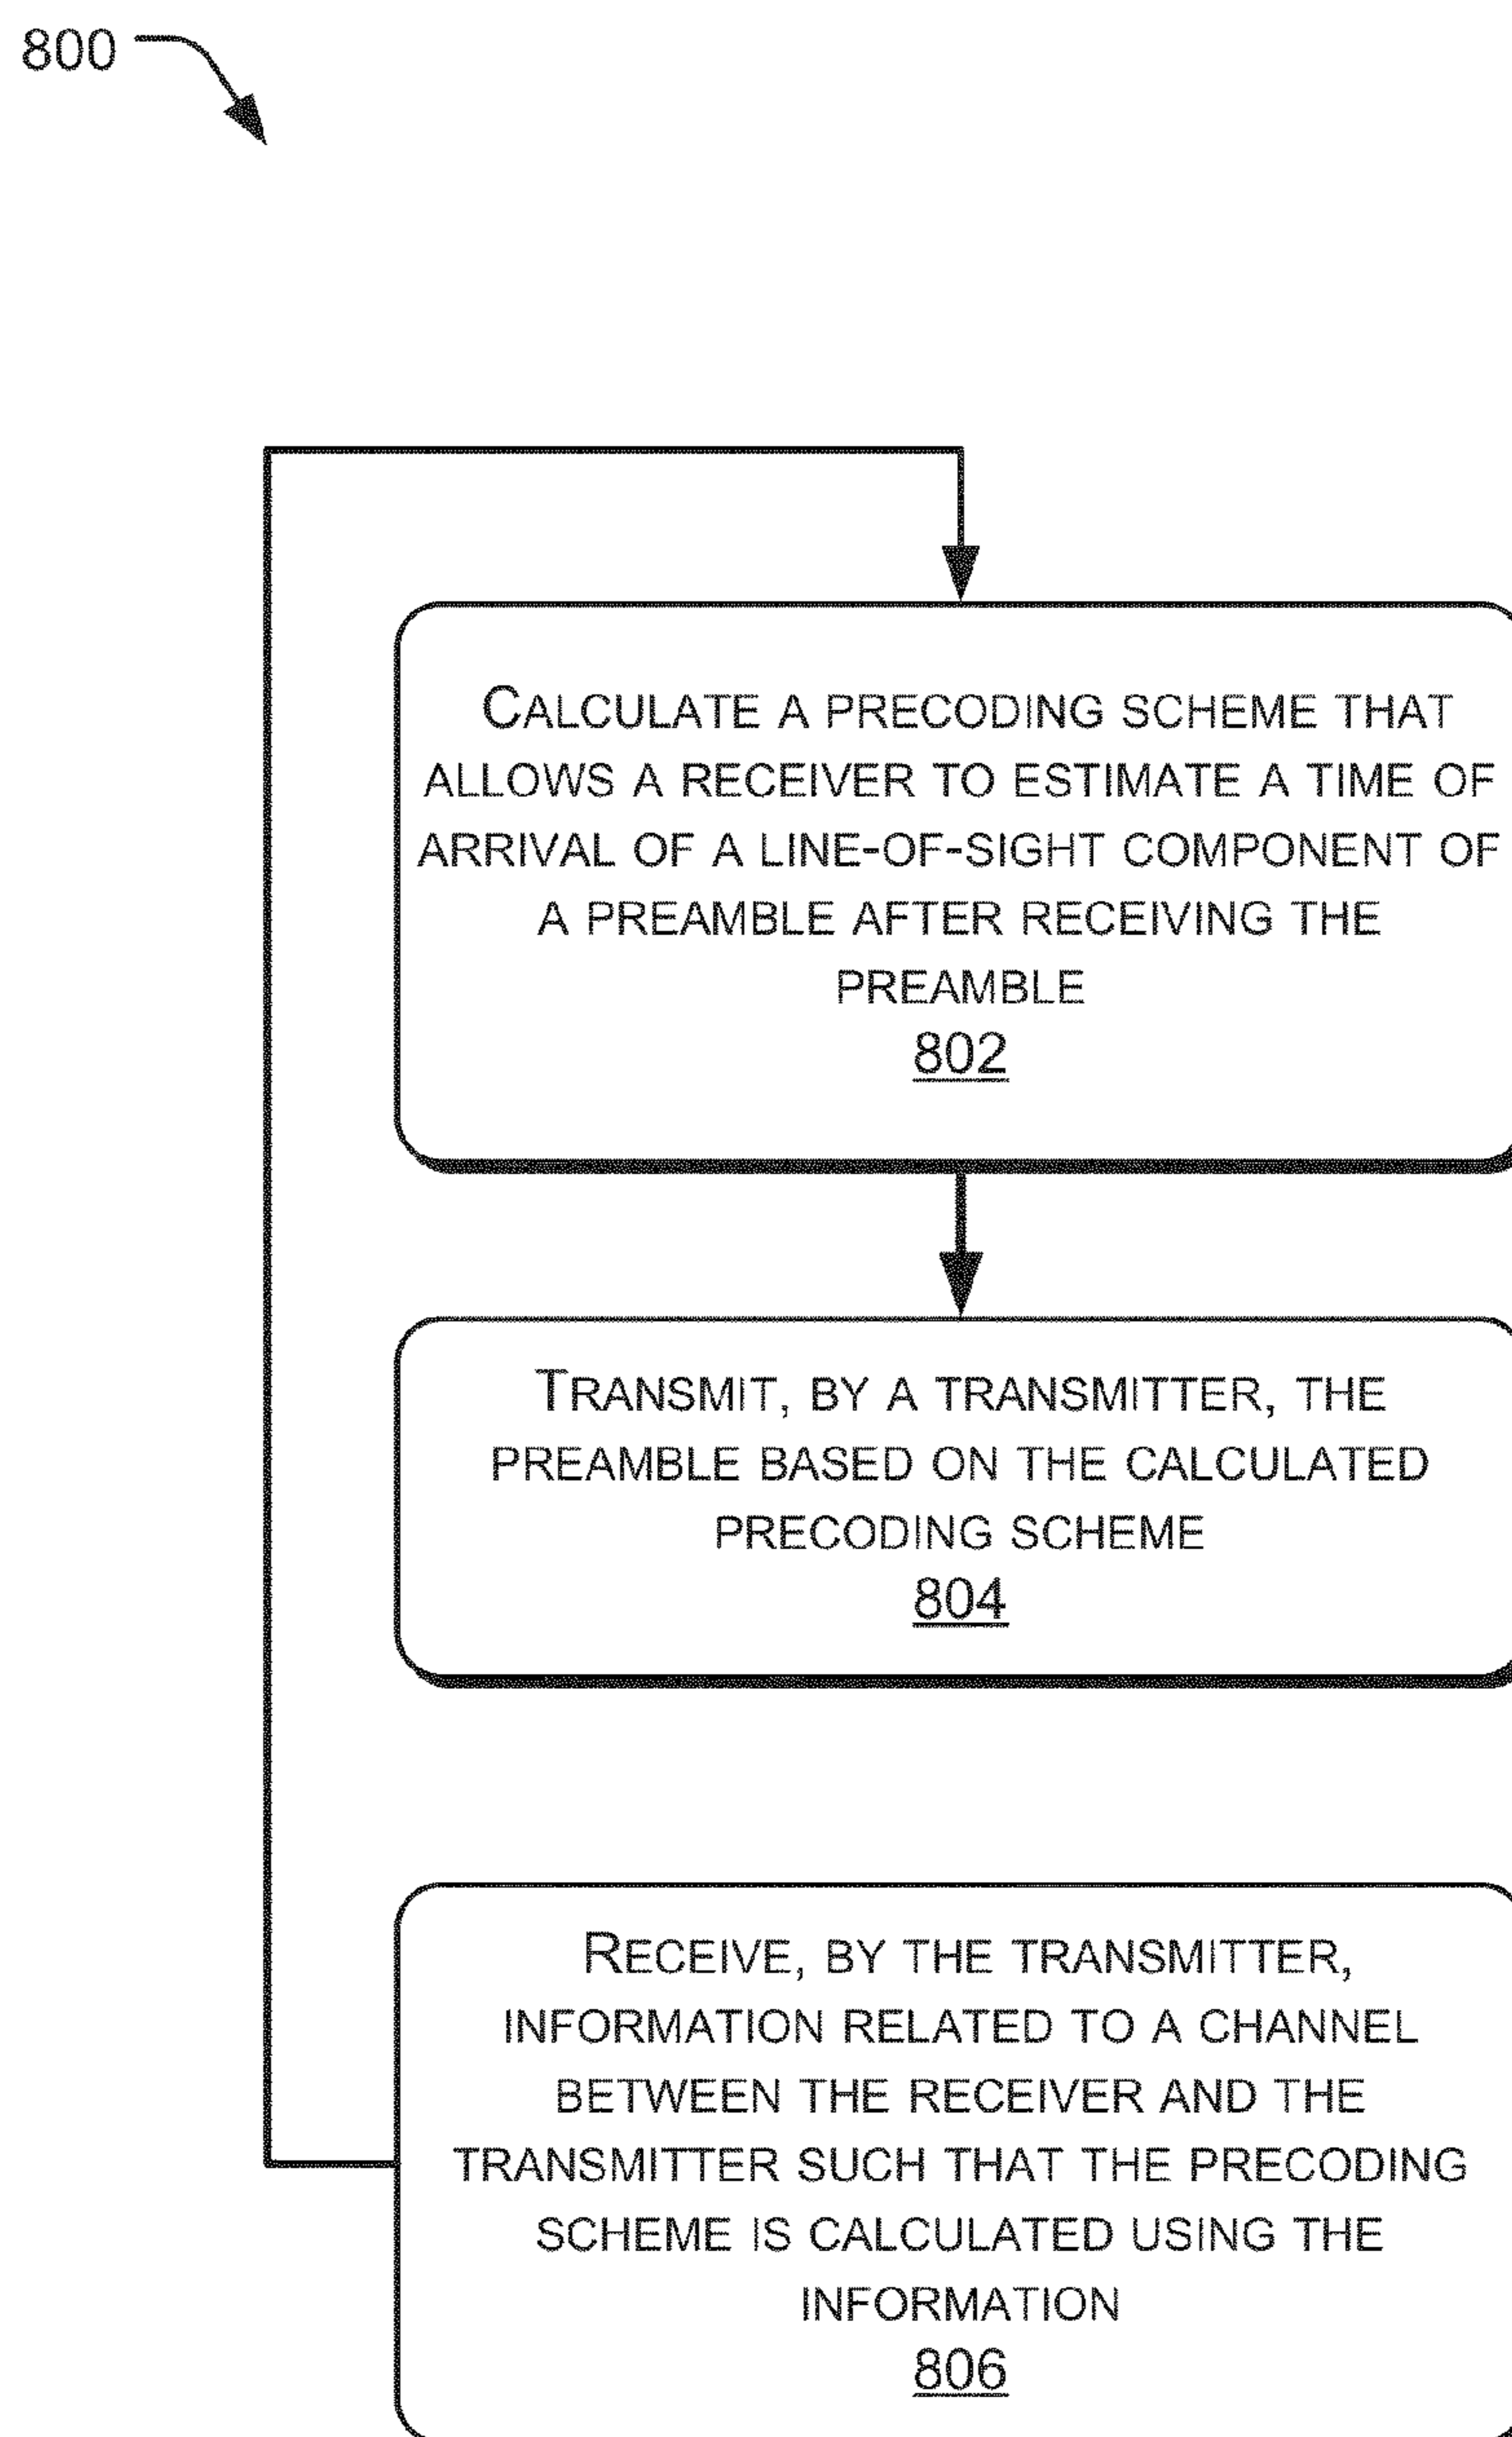 800
CALCULATE A PRECODING SCHEME THAT
ALLOWS A RECEIVER TO ESTIMATE A TIME OF
ARRIVAL OF A LINE-OF-SIGHT COMPONENT OF
A PREAMBLE AFTER RECEIVING THE
PREAMBLE
802
TRANSMIT, BY A TRANSMITTER, THE
PREAMBLE BASED ON THE CALCULATED
PRECODING SCHEME
804
RECEIVE, BY THE TRANSMITTER,
INFORMATION RELATED TO A CHANNEL
BETWEEN THE RECEIVER AND THE
TRANSMITTER SUCH THAT THE PRECODING
SCHEME IS CALCULATED USING THE
INFORMATION
806